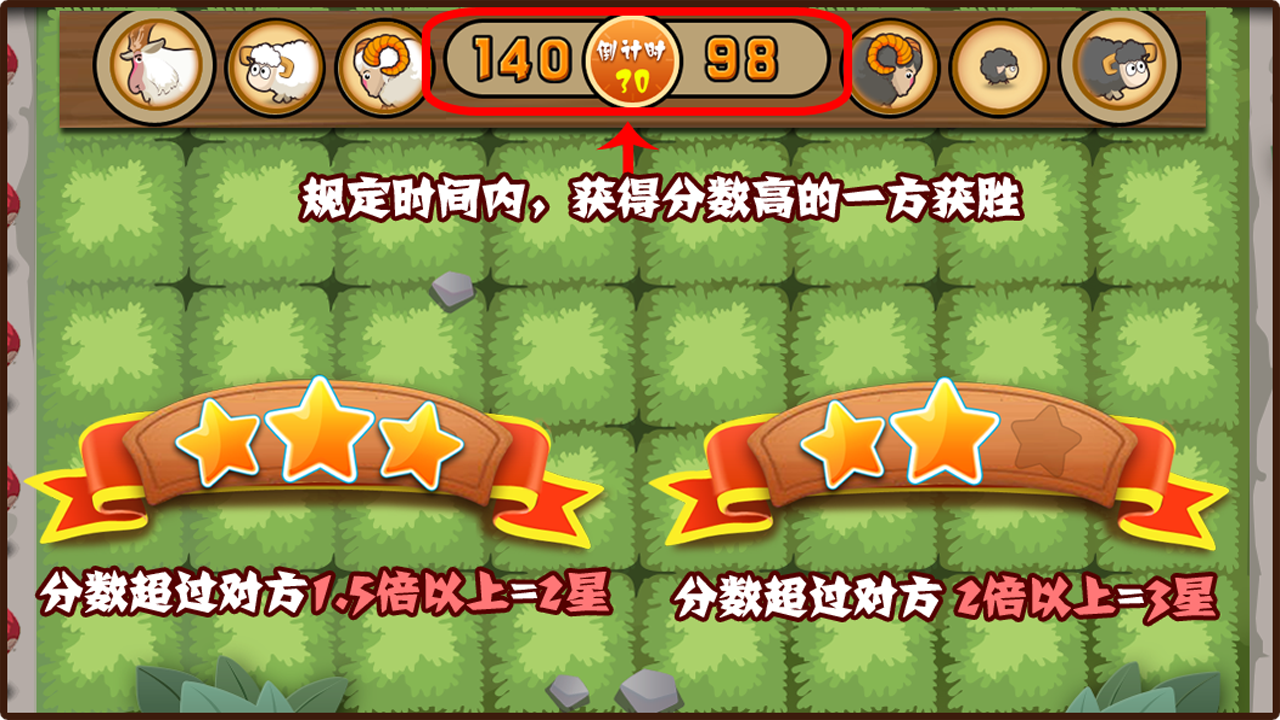 140 倒计时 98
30
规定时间内，获得分数高的一方获胜
分数超过对方1.5倍以上=2星
分数超过对方 2倍以上=3星